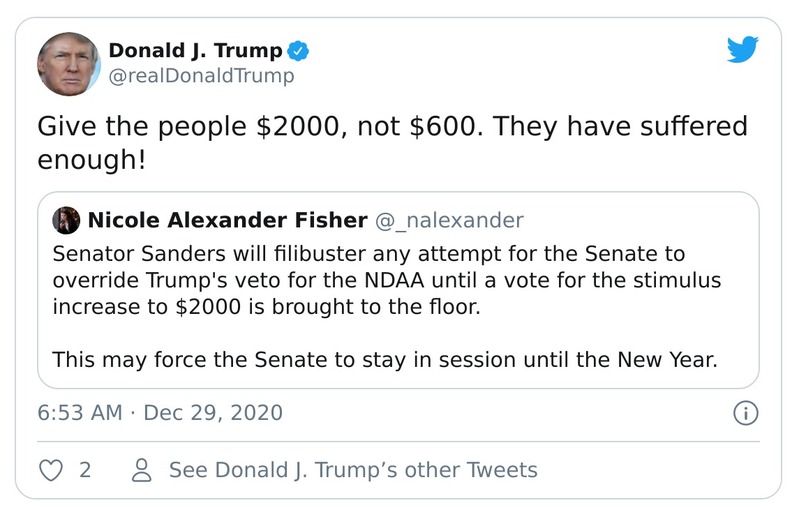 Donald J. Trump
@realDonaldTrump
Give the people $2000, not $600. They have suffered
enough!
Nicole Alexander Fisher @_nalexander
Senator Sanders will filibuster any attempt for the Senate to
override Trump's veto for the NDAA until a vote for the stimulus
increase to $2000 is brought to the floor.
This may force the Senate to stay in session until the New Year.
6:53 AM · Dec 29, 2020
2 See Donald J. Trump’s other Tweets